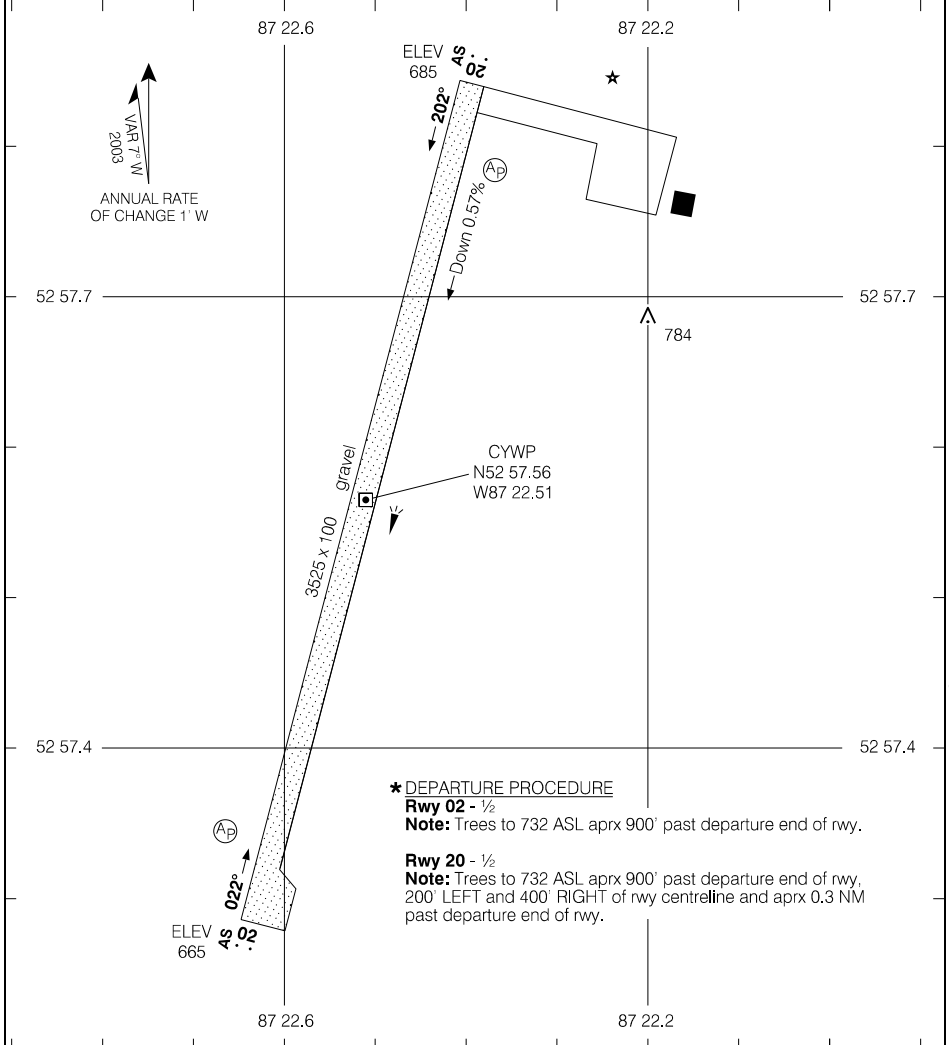 87 22.6
87 22.2
ELEV
685
AS
20
202°
VAR 7° W
2003
ANNUAL RATE
OF CHANGE 1' W
AP
Down 0.57%
52 57.7
52 57.7
784
gravel
CYWP
N52 57.56
W87 22.51
3525 x 100
52 57.4
52 57.4
* DEPARTURE PROCEDURE
Rwy 02 - ½
Note: Trees to 732 ASL aprx 900' past departure end of rwy.
Rwy 20 - ½
Note: Trees to 732 ASL aprx 900' past departure end of rwy,
200' LEFT and 400' RIGHT of rwy centreline and aprx 0.3 NM
past departure end of rwy.
AP
022°
ELEV
665
AS
02
87 22.6
87 22.2